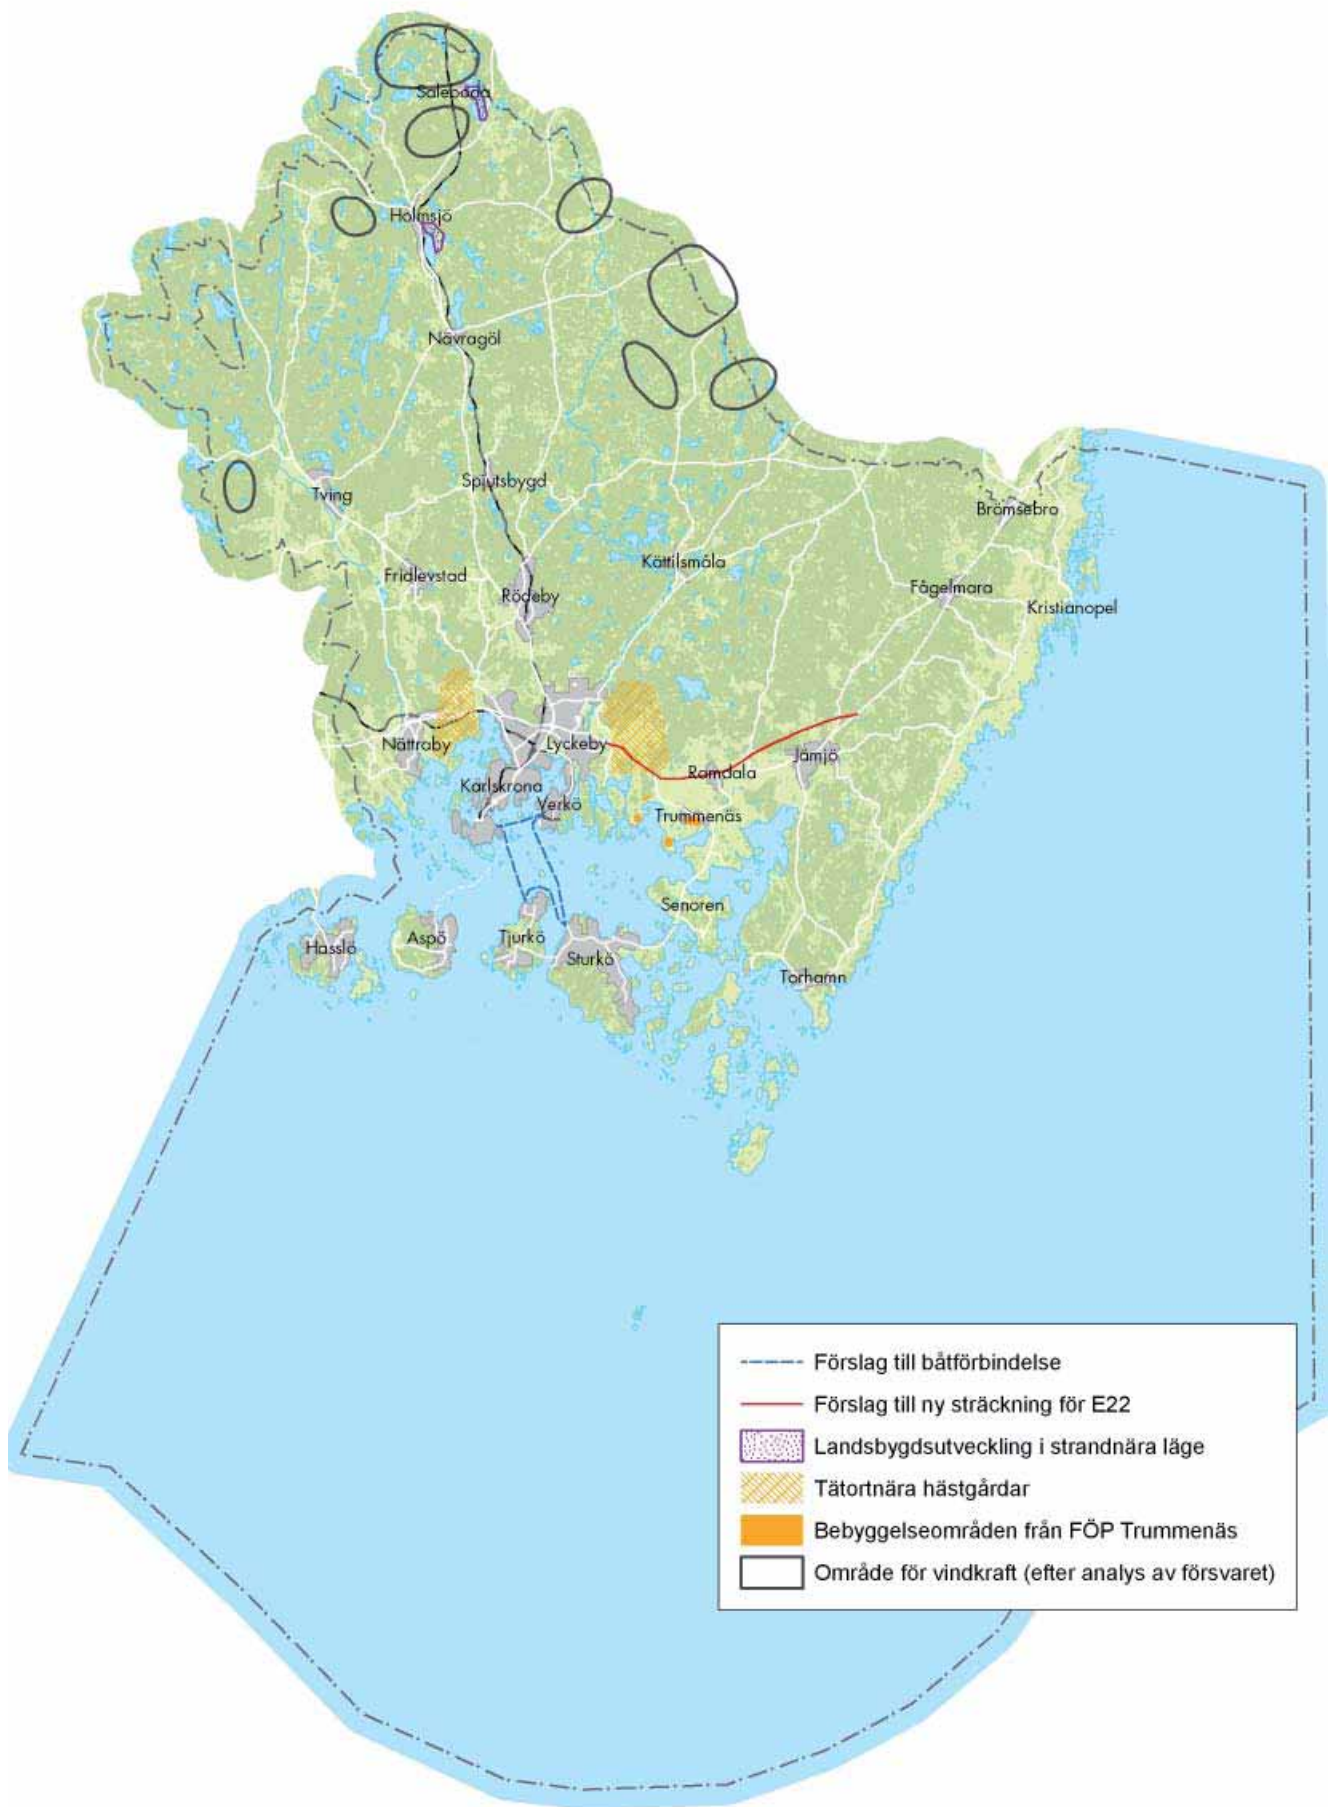 Saleboda
Holmsjö
Nävragöl
Spjutsbygd
Tving
Brömsebro
Kättilsmåla
Fridlevstad
Fågelmara
Rödeby
Kristianopel
Nättraby
Lyckeby
Jämjö
Ramdala
Karlskrona
Verkö
Trummenäs
Senoren
Hasslö
Aspö
Tjurkö
Sturkö
Torhamn
Förslag till båtförbindelse
Förslag till ny sträckning för E22
Landsbygdsutveckling i strandnära läge
Tätortnära hästgårdar
Bebyggelseområden från FÖP Trummenäs
Område för vindkraft (efter analys av försvaret)